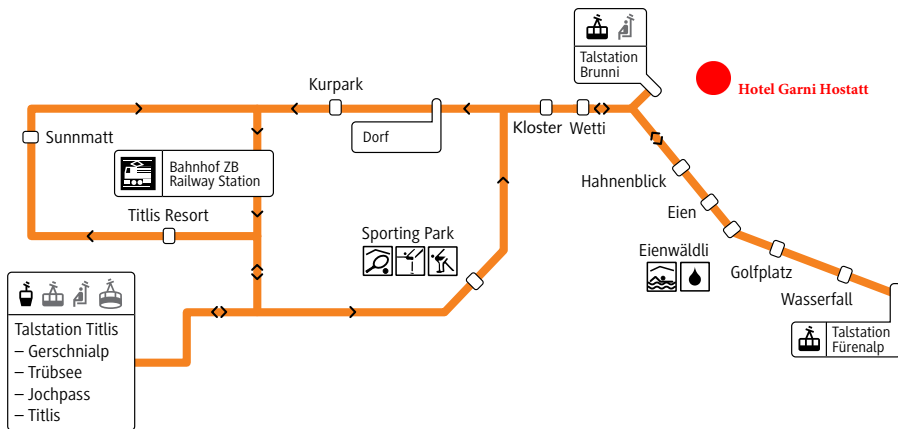 Talstation
Brunni
Hotel Garni Hostatt
Kurpark
Sunnmatt
Dorf
Kloster
Wetti
Bahnhof ZB
Railway Station
Hahnenblick
Titlis Resort
Eien
Sporting Park
Eienwäldli
Golfplatz
Wasserfall
Talstation Titlis
– Gerschnialp
– Trübsee
– Jochpass
– Titlis
Talstation
Fürenalp